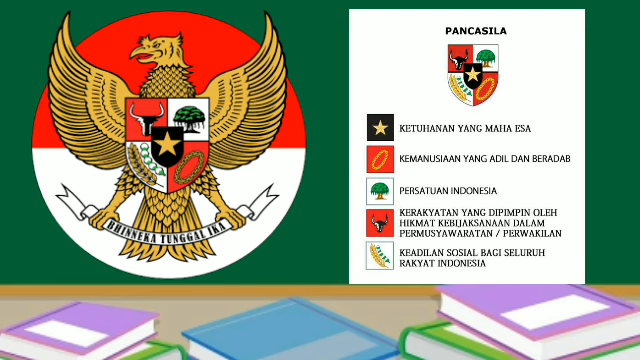 BHINNEKA TUNGGAL IKA
PANCASILA
KETUHANAN YANG MAHA ESA
KEMANUSIAAN YANG ADIL DAN BERADAB
PERSATUAN INDONESIA
KERAKYATAN YANG DIPIMPIN OLEH
HIKMAT KEBIJAKSANAAN DALAM
PERMUSYAWARATAN / PERWAKILAN
KEADILAN SOSIAL BAGI SELURUH
RAKYAT INDONESIA